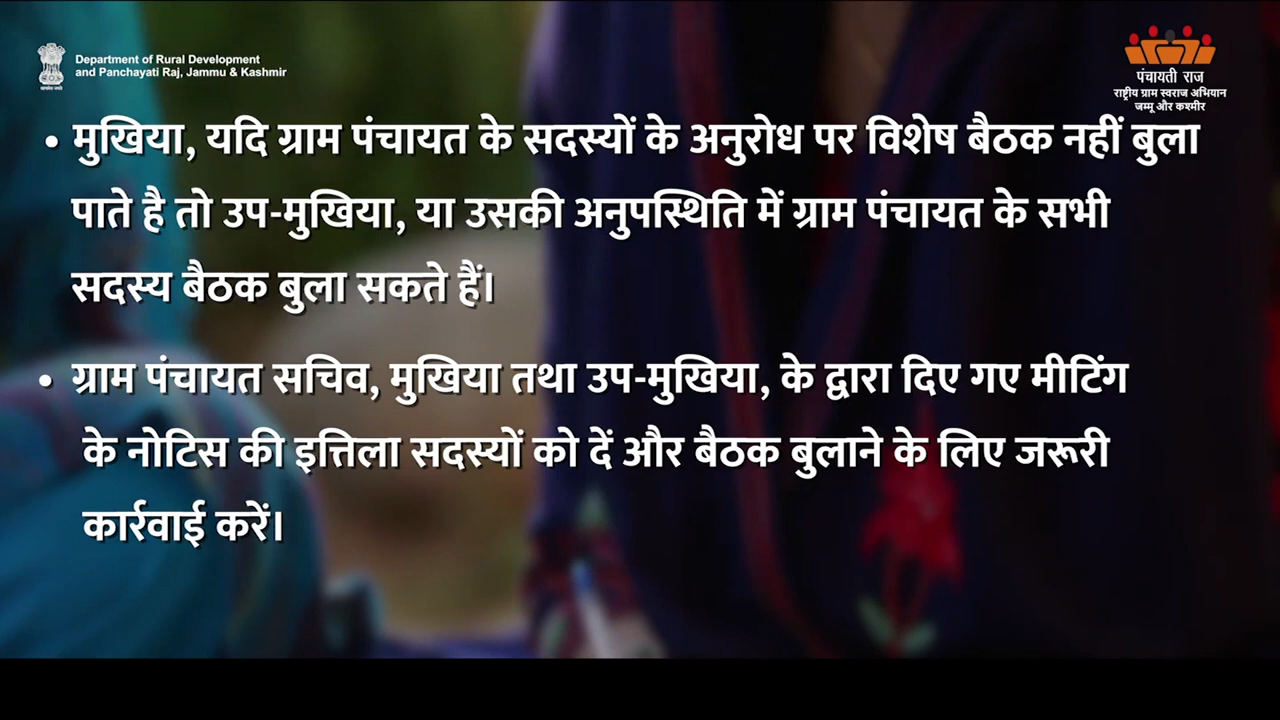 Department of Rural Development
and Panchayati Raj, Jammu & Kashmir
पंचायती राज
राष्ट्रीय ग्राम स्वराज अभियान
जम्मू और कश्मीर
• मुखिया, यदि ग्राम पंचायत के सदस्यों के अनुरोध पर विशेष बैठक नहीं बुला
पाते है तो उप-मुखिया, या उसकी अनुपस्थिति में ग्राम पंचायत के सभी
सदस्य बैठक बुला सकते हैं।
• ग्राम पंचायत सचिव, मुखिया तथा उप-मुखिया, के द्वारा दिए गए मीटिंग
के नोटिस की इत्तिला सदस्यों को दें और बैठक बुलाने के लिए जरूरी
कार्रवाई करें।